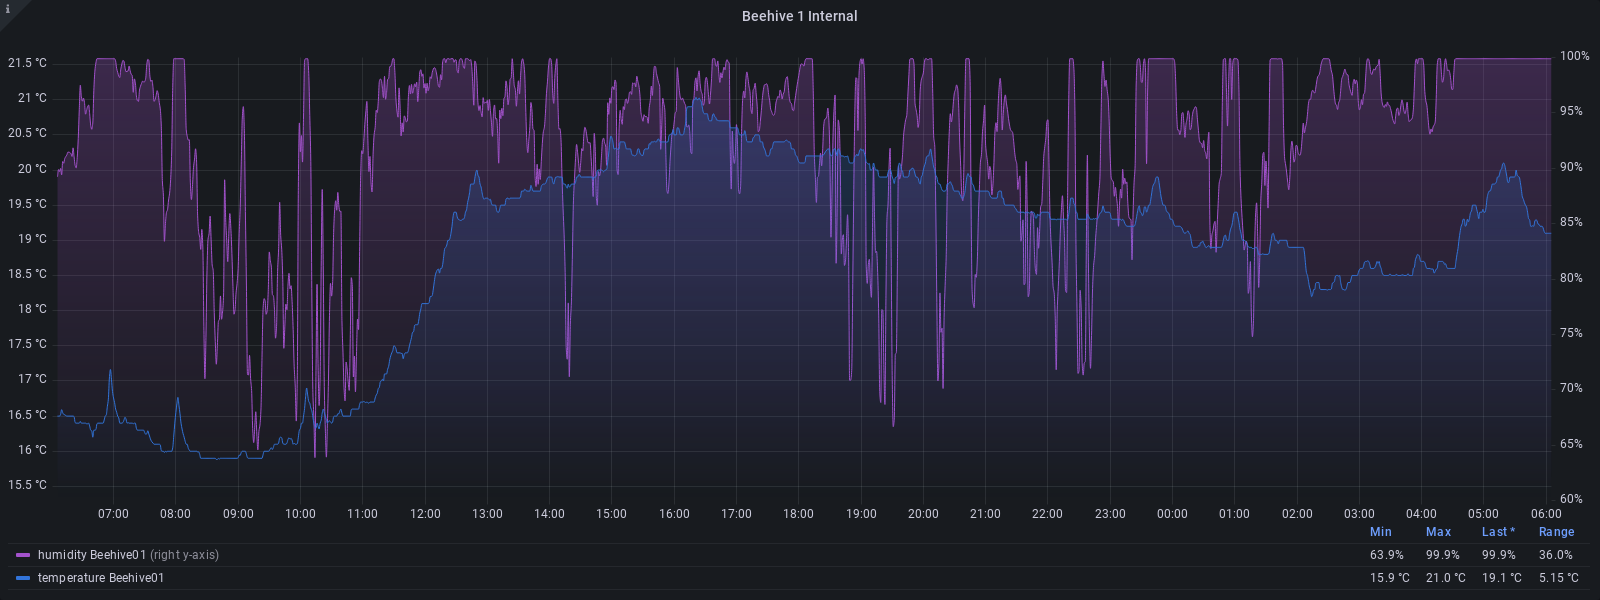 i
Beehive 1 Internal
21.5 °C
21 °C
20.5 °C
20 °C
19.5 °C
19 °C
18.5 °C
18 °C
17.5 °C
17 °C
16.5 °C
16 °C
15.5 °C
100%
95%
90%
85%
80%
75%
70%
65%
60%
07:00 08:00 09:00 10:00 11:00 12:00 13:00 14:00 15:00 16:00 17:00 18:00 19:00 20:00 21:00 22:00 23:00 00:00 01:00 02:00 03:00 04:00 05:00 06:00
Min Max Last * Range
humidity Beehive01 (right y-axis) 63.9% 99.9% 99.9% 36.0%
temperature Beehive01 15.9 °C 21.0 °C 19.1 °C 5.15 °C